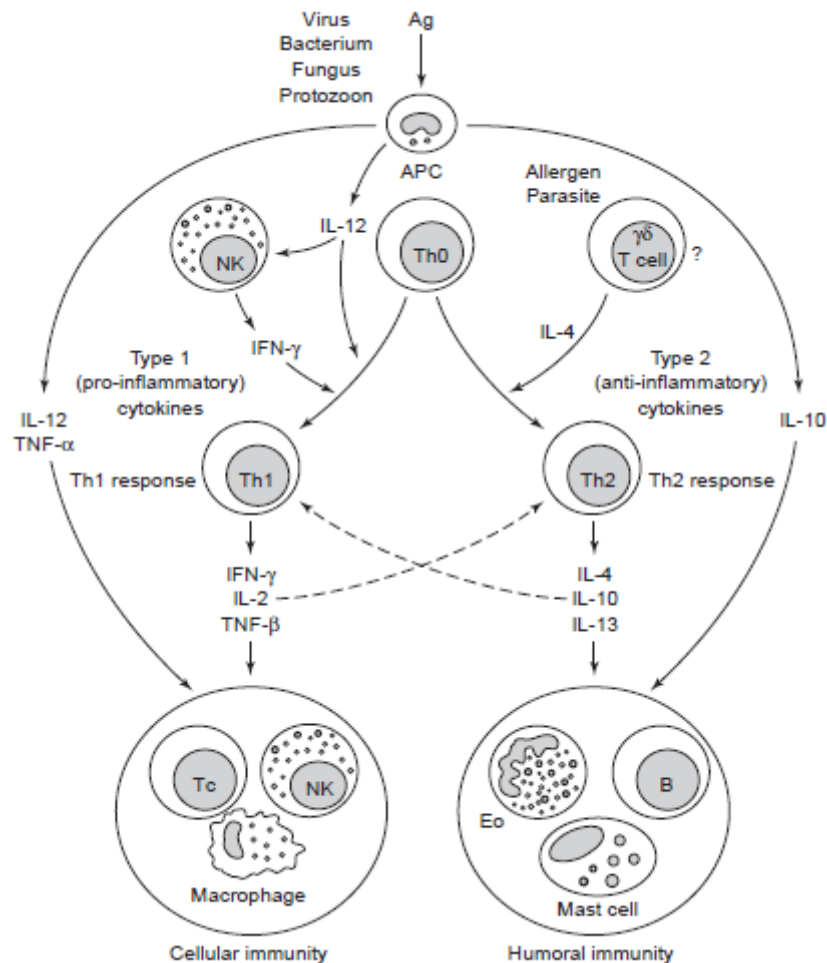 Virus
Bacterium
Fungus
Protozoon
Ag
APC
Allergen
Parasite
IL-12
NK
Th0
γδ
T cell
?
IFN-γ
IL-4
Type 1
(pro-inflammatory)
cytokines
Type 2
(anti-inflammatory)
cytokines
IL-12
TNF-α
IL-10
Th1 response
Th1
Th2
Th2 response
IFN-γ
IL-2
TNF-β
IL-4
IL-10
IL-13
Tc
NK
Macrophage
Eo
B
Mast cell
Cellular immunity
Humoral immunity